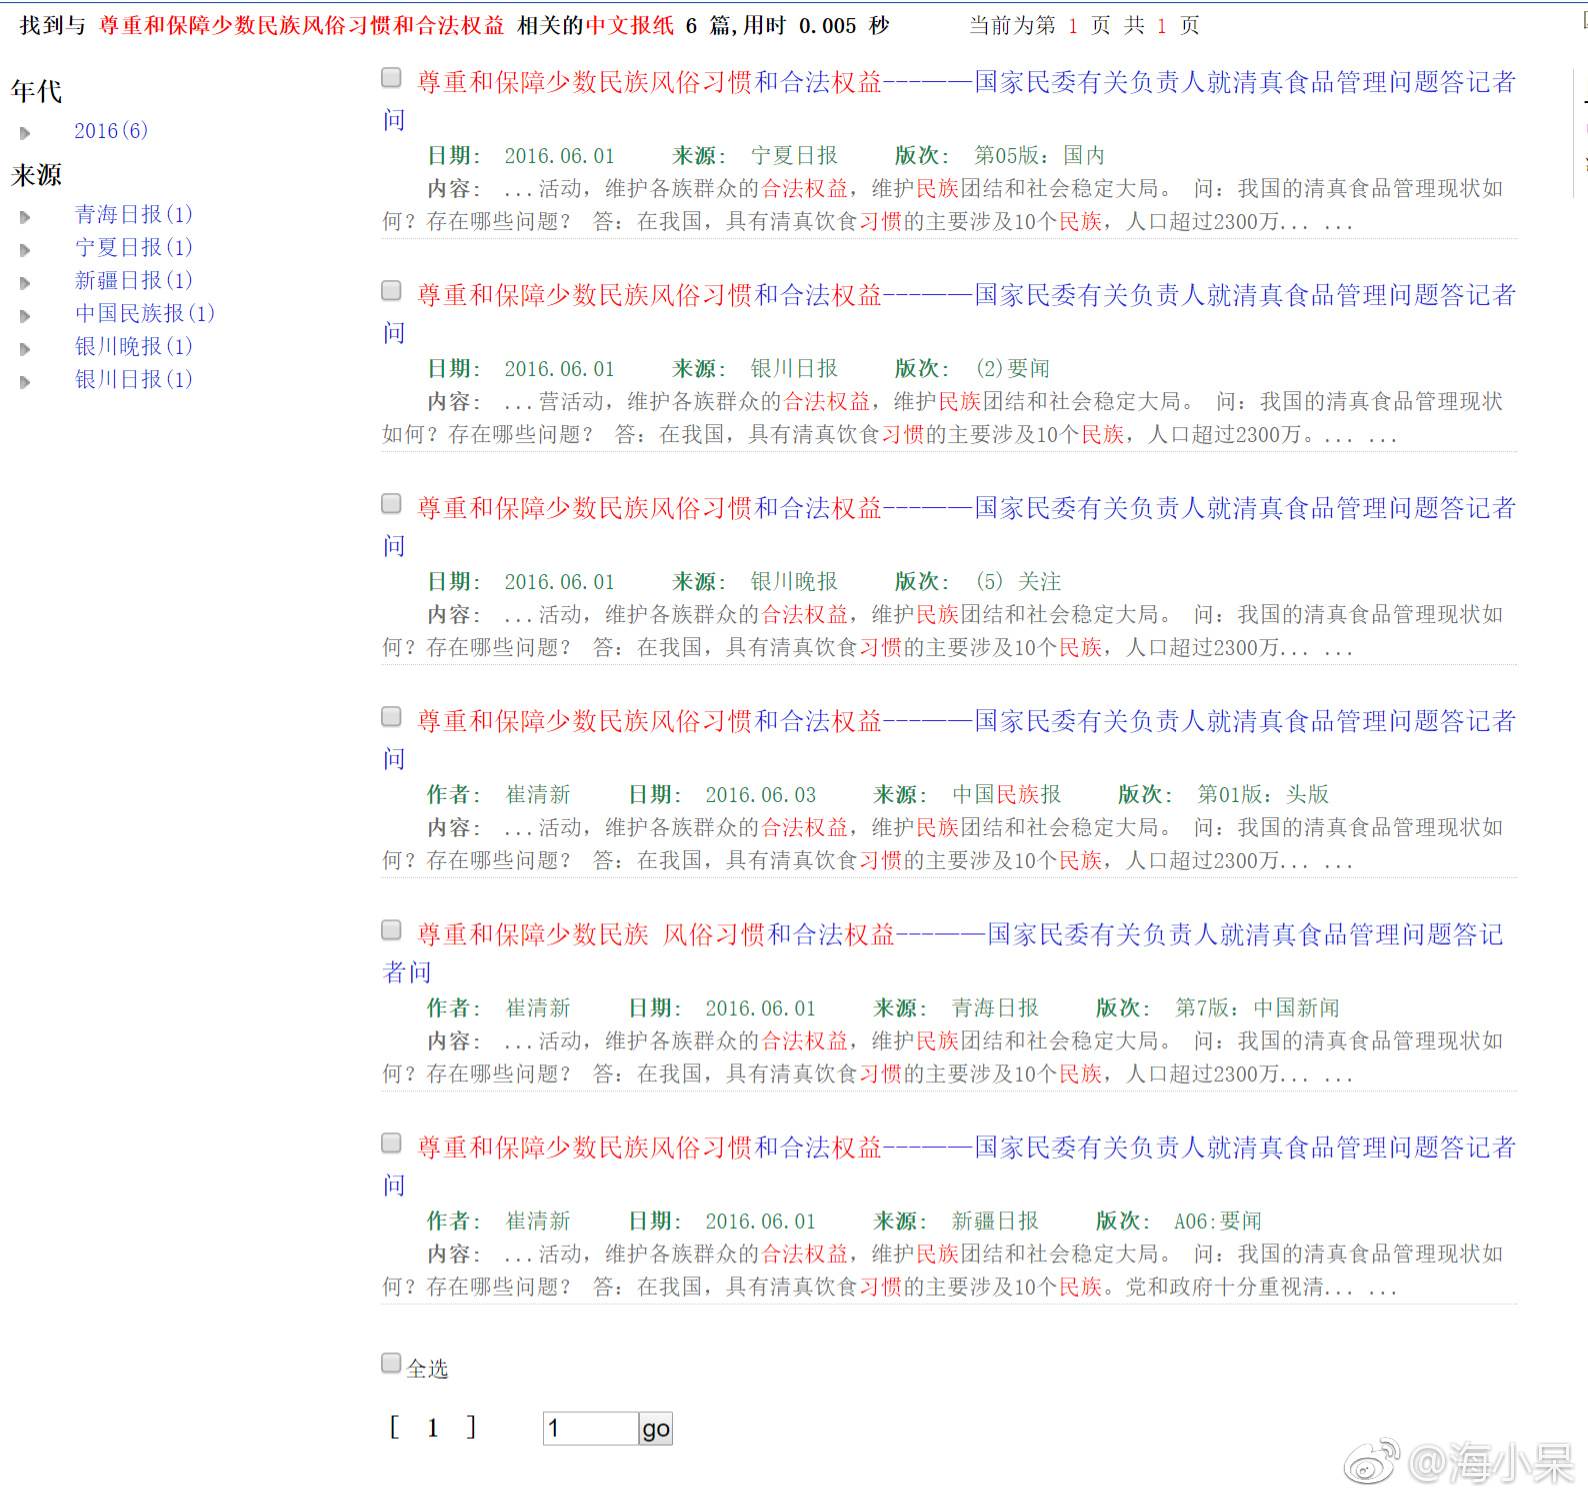 找到与 尊重和保障少数民族风俗习惯和合法权益 相关的中文报纸 6 篇,用时 0.005 秒 当前为第 1 页 共 1 页
年代
2016(6)
来源
青海日报(1)
宁夏日报(1)
新疆日报(1)
中国民族报(1)
银川晚报(1)
银川日报(1)
尊重和保障少数民族风俗习惯和合法权益---———国家民委有关负责人就清真食品管理问题答记者
问
日期: 2016.06.01 来源: 宁夏日报 版次: 第05版: 国内
内容: ...活动，维护各族群众的合法权益，维护民族团结和社会稳定大局。 问：我国的清真食品管理现状如
何？存在哪些问题？ 答：在我国，具有清真饮食习惯的主要涉及10个民族，人口超过2300万... ...
尊重和保障少数民族风俗习惯和合法权益---———国家民委有关负责人就清真食品管理问题答记者
问
日期: 2016.06.01 来源: 银川日报 版次: (2)要闻
内容: ...营活动，维护各族群众的合法权益，维护民族团结和社会稳定大局。 问：我国的清真食品管理现状
如何？存在哪些问题？ 答：在我国，具有清真饮食习惯的主要涉及10个民族，人口超过2300万。... ...
尊重和保障少数民族风俗习惯和合法权益---———国家民委有关负责人就清真食品管理问题答记者
问
日期: 2016.06.01 来源: 银川晚报 版次: (5) 关注
内容: ...活动，维护各族群众的合法权益，维护民族团结和社会稳定大局。 问：我国的清真食品管理现状如
何？存在哪些问题？ 答：在我国，具有清真饮食习惯的主要涉及10个民族，人口超过2300万... ...
尊重和保障少数民族风俗习惯和合法权益---———国家民委有关负责人就清真食品管理问题答记者
问
作者: 崔清新 日期: 2016.06.03 来源: 中国民族报 版次: 第01版: 头版
内容: ...活动，维护各族群众的合法权益，维护民族团结和社会稳定大局。 问：我国的清真食品管理现状如
何？存在哪些问题？ 答：在我国，具有清真饮食习惯的主要涉及10个民族，人口超过2300万... ...
尊重和保障少数民族 风俗习惯和合法权益---———国家民委有关负责人就清真食品管理问题答记
者问
作者: 崔清新 日期: 2016.06.01 来源: 青海日报 版次: 第7版: 中国新闻
内容: ...活动，维护各族群众的合法权益，维护民族团结和社会稳定大局。 问：我国的清真食品管理现状如
何？存在哪些问题？ 答：在我国，具有清真饮食习惯的主要涉及10个民族，人口超过2300万... ...
尊重和保障少数民族风俗习惯和合法权益---———国家民委有关负责人就清真食品管理问题答记者
问
作者: 崔清新 日期: 2016.06.01 来源: 新疆日报 版次: A06:要闻
内容: ...活动，维护各族群众的合法权益，维护民族团结和社会稳定大局。 问：我国的清真食品管理现状如
何？存在哪些问题？ 答：在我国，具有清真饮食习惯的主要涉及10个民族。党和政府十分重视清... ...
全选
[ 1 ] 1 go
@海小呆